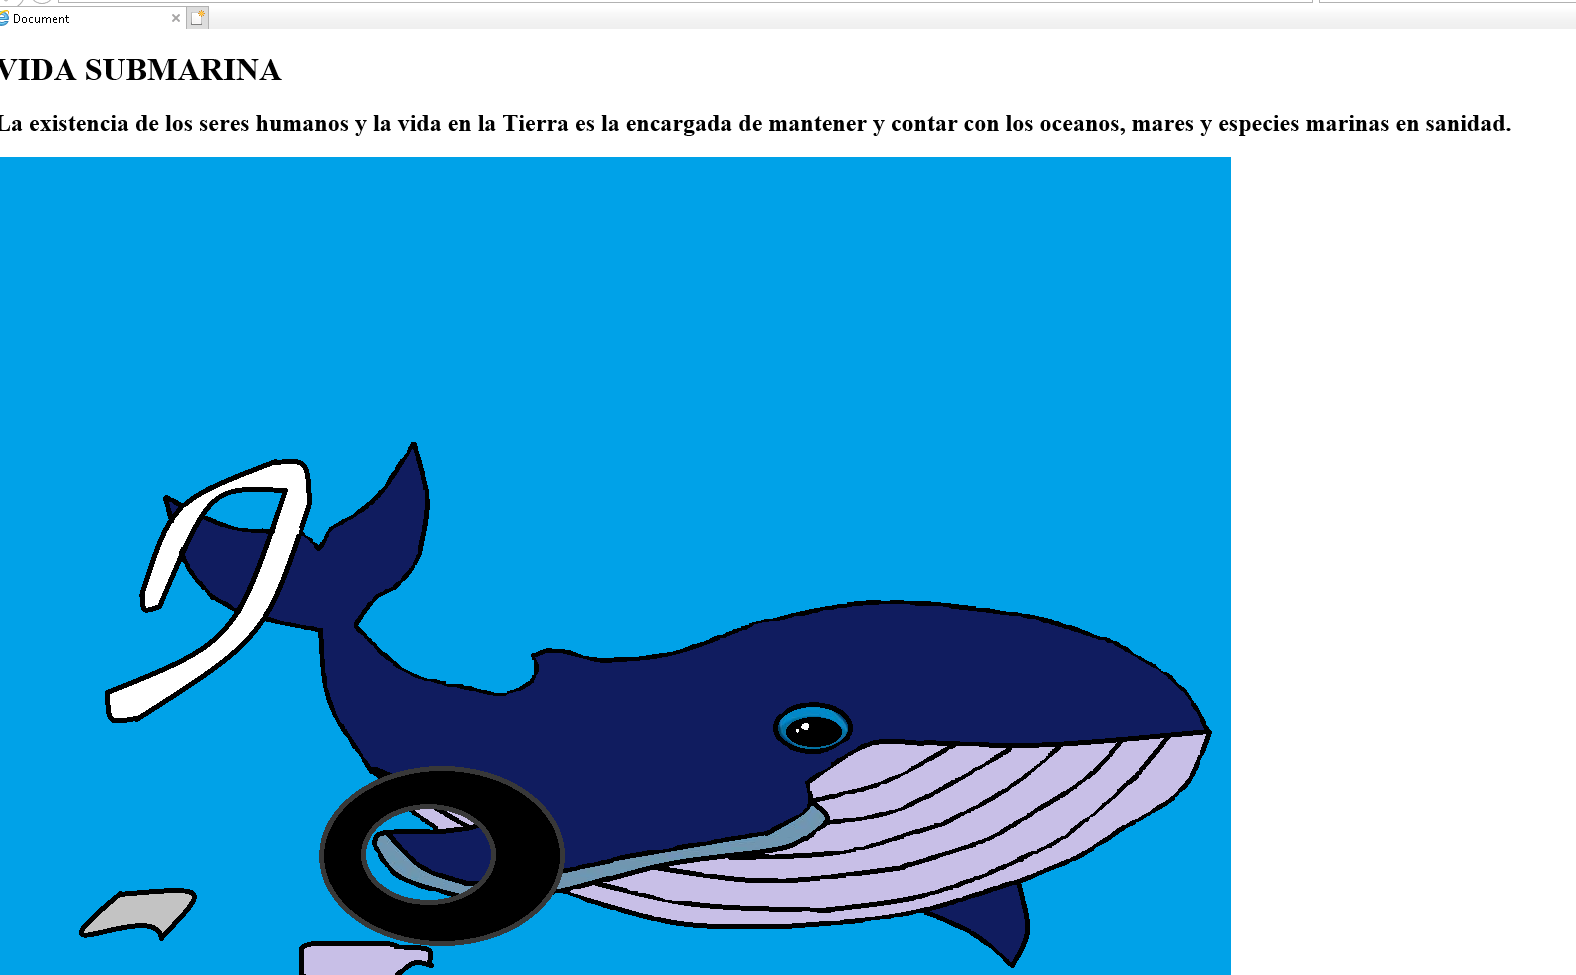 Document
VIDA SUBMARINA
La existencia de los seres humanos y la vida en la Tierra es la encargada de mantener y contar con los oceanos, mares y especies marinas en sanidad.